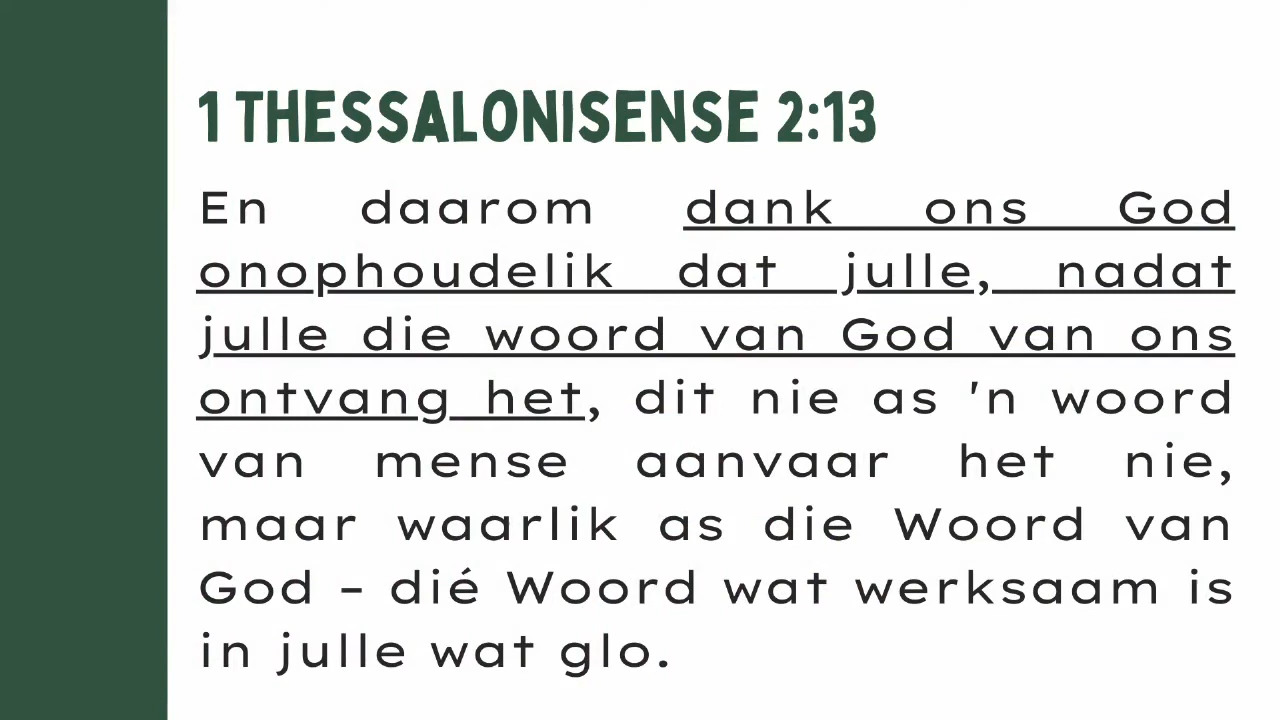 1 THESSALONISENSE 2:13
En daarom dank ons God
onophoudelik dat julle, nadat
julle die woord van God van ons
ontvang het, dit nie as 'n woord
van mense aanvaar het nie,
maar waarlik as die Woord van
God – dié Woord wat werksaam is
in julle wat glo.